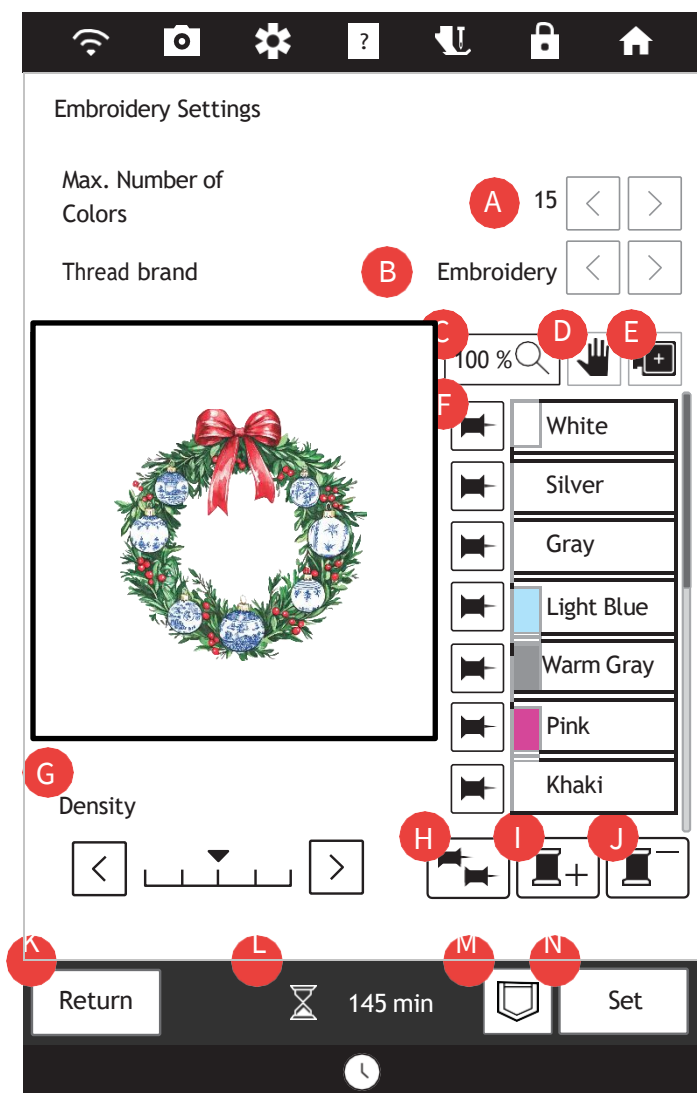 ?
Embroidery Settings
Max. Number of
Colors
A 15
Thread brand
B Embroidery
C D E
100 %
F
White
Silver
Gray
Light Blue
Warm Gray
Pink
Khaki
G
Density
H I J
K L M N
Return
145 min
Set